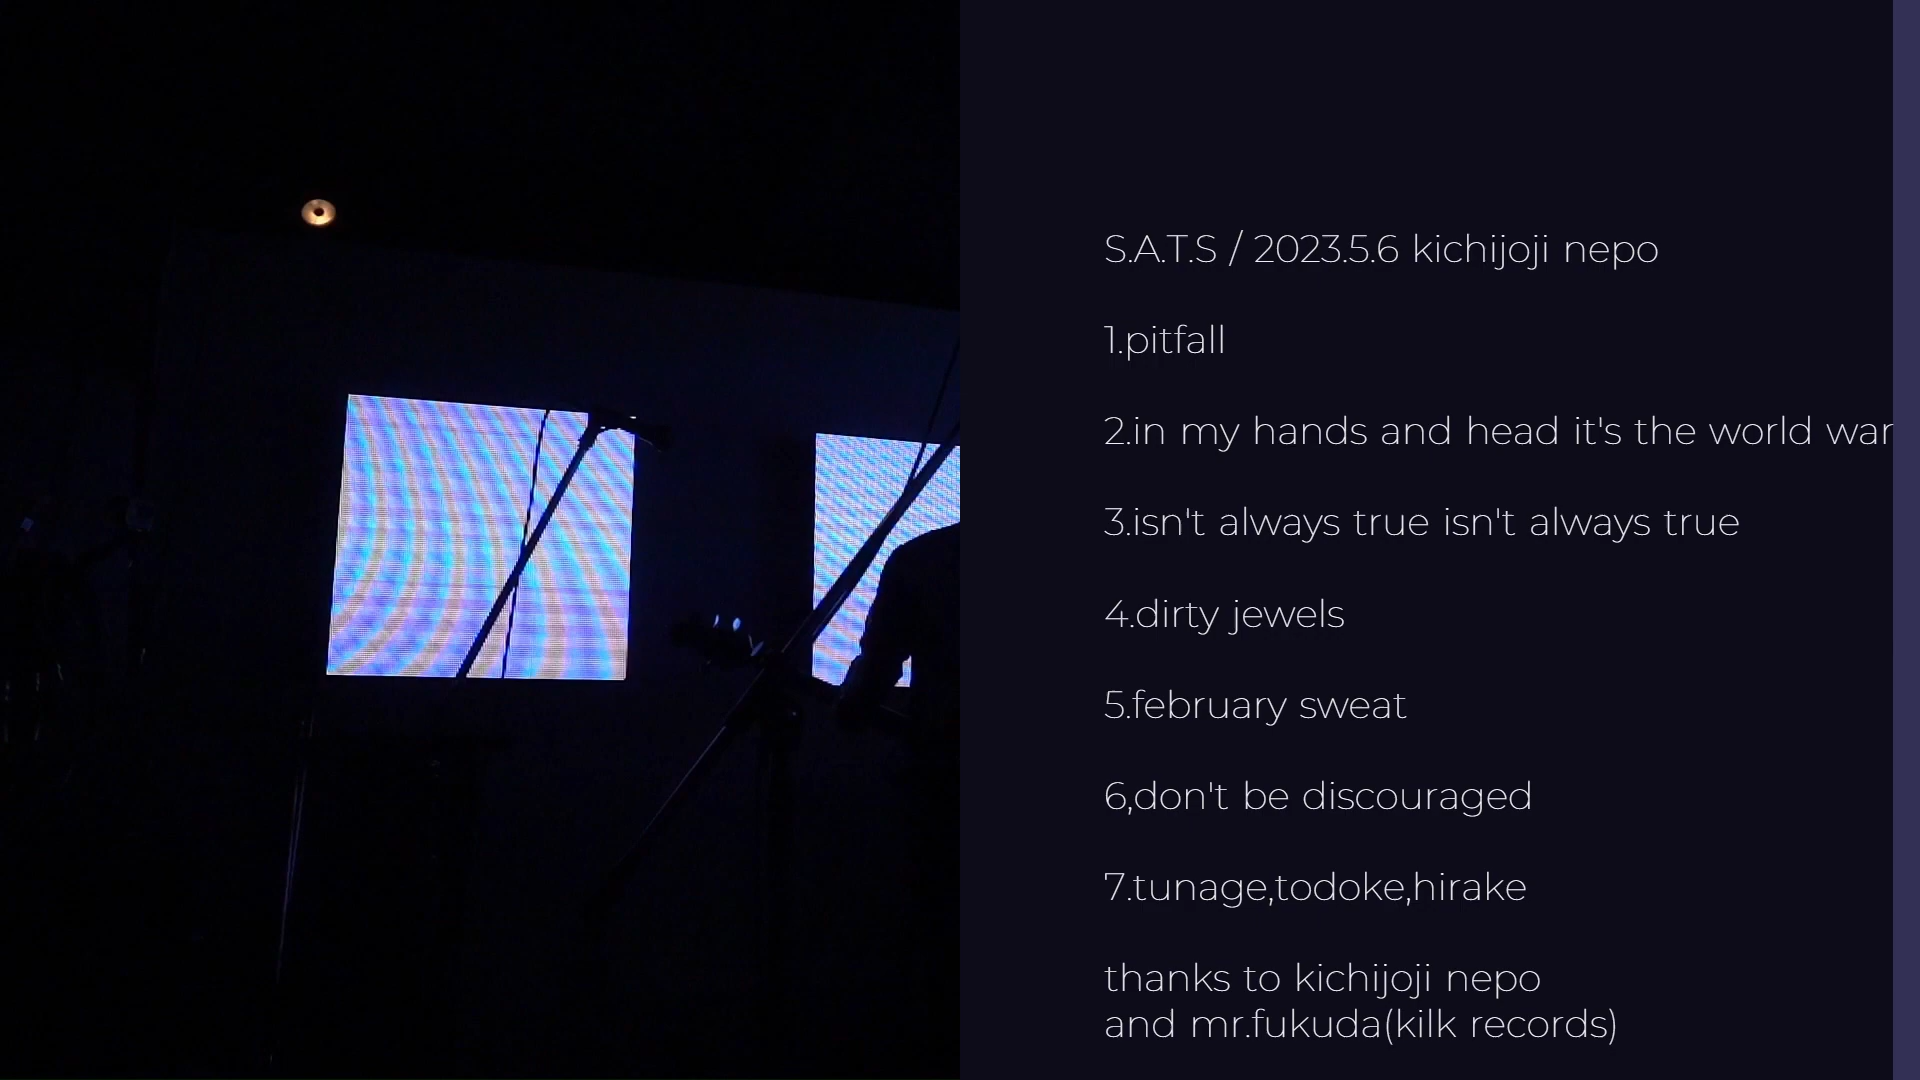 S.A.T.S / 2023.5.6 kichijoji nepo
1.pitfall
2.in my hands and head it's the world war
3.isn't always true isn't always true
4.dirty jewels
5.february sweat
6,don't be discouraged
7.tunage,todoke,hirake
thanks to kichijoji nepo
and mr.fukuda(kilk records)